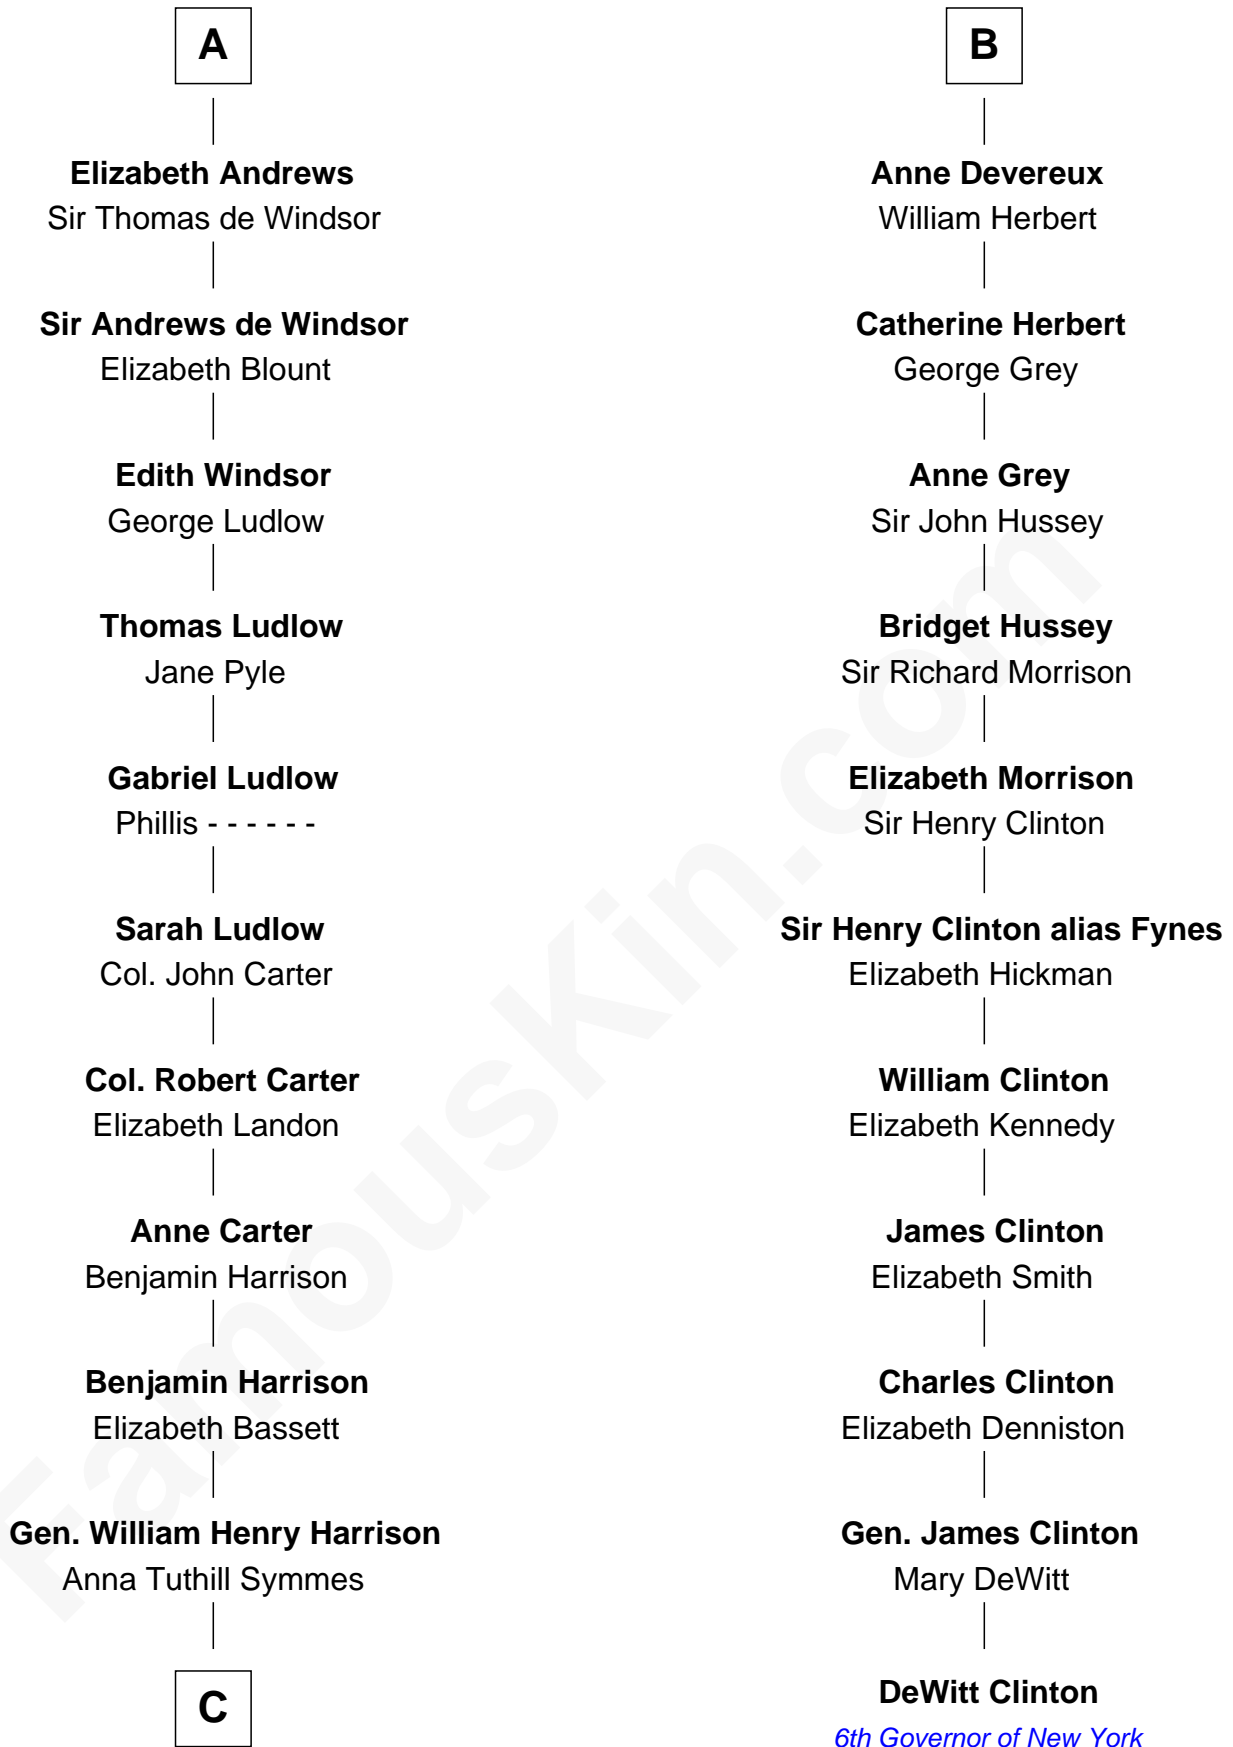 A
Elizabeth Andrews
Sir Thomas de Windsor
Sir Andrews de Windsor
Elizabeth Blount
Edith Windsor
George Ludlow
Thomas Ludlow
Jane Pyle
Gabriel Ludlow
Phillis - - - - - -
Sarah Ludlow
Col. John Carter
Col. Robert Carter
Elizabeth Landon
Anne Carter
Benjamin Harrison
Benjamin Harrison
Elizabeth Bassett
Gen. William Henry Harrison
Anna Tuthill Symmes
C
B
Anne Devereux
William Herbert
Catherine Herbert
George Grey
Anne Grey
Sir John Hussey
Bridget Hussey
Sir Richard Morrison
Elizabeth Morrison
Sir Henry Clinton
Sir Henry Clinton alias Fynes
Elizabeth Hickman
William Clinton
Elizabeth Kennedy
James Clinton
Elizabeth Smith
Charles Clinton
Elizabeth Denniston
Gen. James Clinton
Mary DeWitt
DeWitt Clinton
6th Governor of New York
FamousKin.com